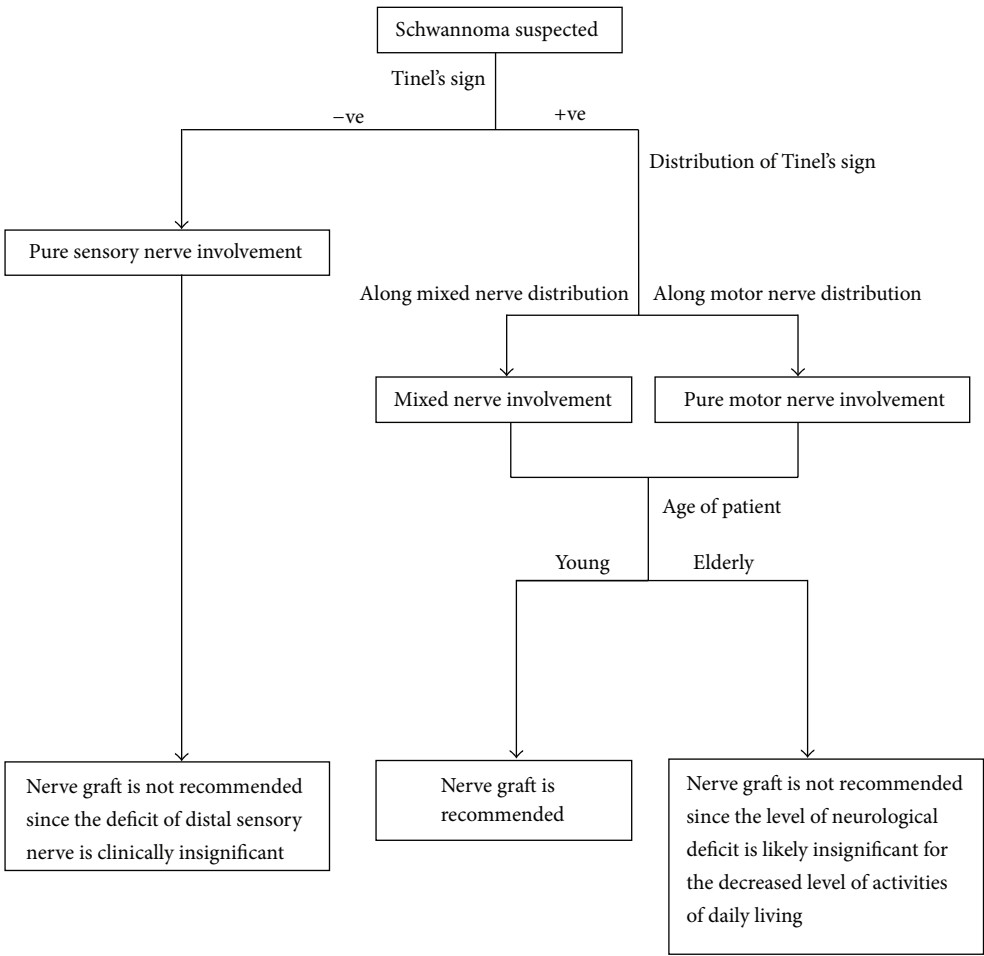 Schwannoma suspected
Tinel's sign
−ve
+ve
Distribution of Tinel's sign
Pure sensory nerve involvement
Along mixed nerve distribution
Along motor nerve distribution
Mixed nerve involvement
Pure motor nerve involvement
Age of patient
Young
Elderly
Nerve graft is not recommended
since the deficit of distal sensory
nerve is clinically insignificant
Nerve graft is
recommended
Nerve graft is not recommended
since the level of neurological
deficit is likely insignificant for
the decreased level of activities
of daily living